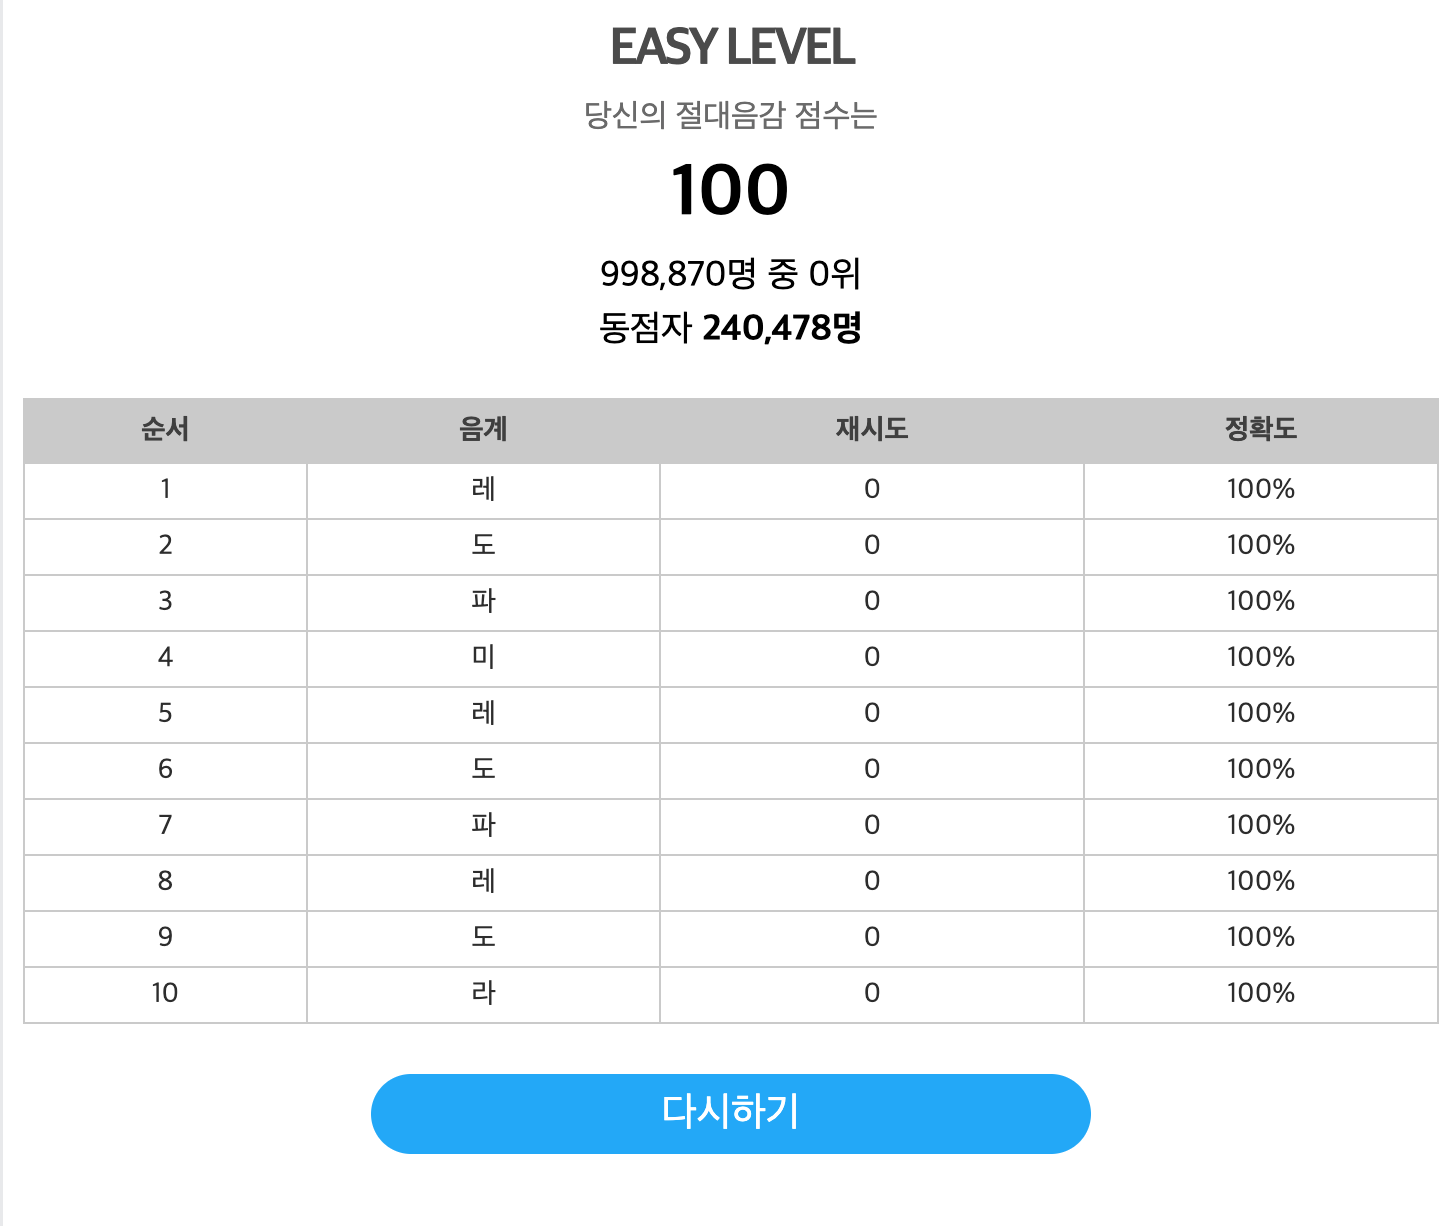 EASY LEVEL
당신의 절대음감 점수는
100
998,870명 중 0위
동점자 240,478명
순서 음계 재시도 정확도
1 레 0 100%
2 도 0 100%
3 파 0 100%
4 미 0 100%
5 레 0 100%
6 도 0 100%
7 파 0 100%
8 레 0 100%
9 도 0 100%
10 라 0 100%
다시하기